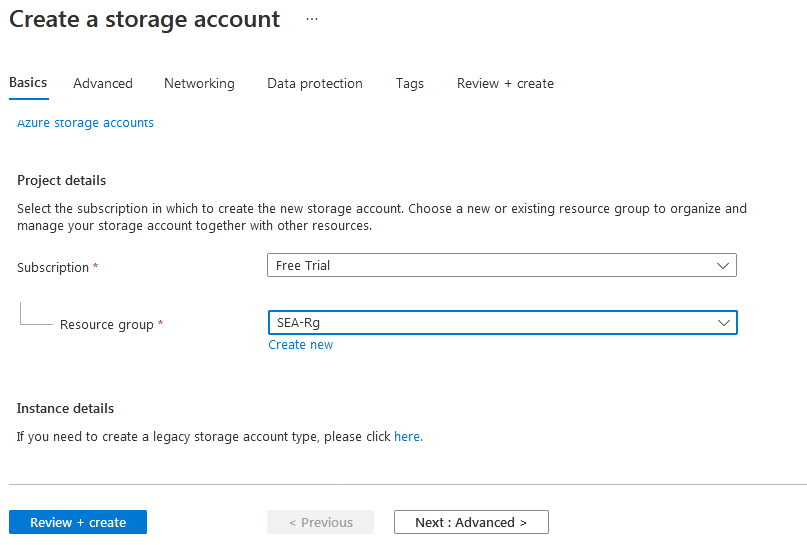 Create a storage account ...
Basics Advanced Networking Data protection Tags Review + create
Azure storage accounts
Project details
Select the subscription in which to create the new storage account. Choose a new or existing resource group to organize and
manage your storage account together with other resources.
Subscription *
Free Trial
Resource group *
SEA-Rg
Create new
Instance details
If you need to create a legacy storage account type, please click here.
Review + create
< Previous
Next : Advanced >